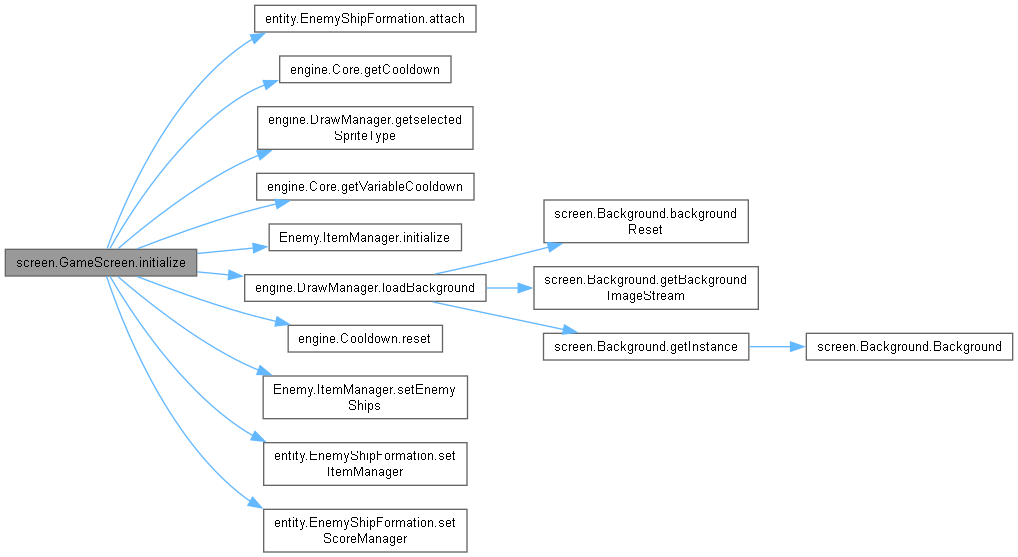 entity.EnemyShipFormation.attach
engine.Core.getCooldown
engine.DrawManager.getselected
SpriteType
engine.Core.getVariableCooldown
Enemy.ItemManager.initialize
screen.GameScreen.initialize
engine.DrawManager.loadBackground
screen.Background.background
Reset
screen.Background.getBackground
ImageStream
screen.Background.getInstance
screen.Background.Background
engine.Cooldown.reset
Enemy.ItemManager.setEnemy
Ships
entity.EnemyShipFormation.set
ItemManager
entity.EnemyShipFormation.set
ScoreManager